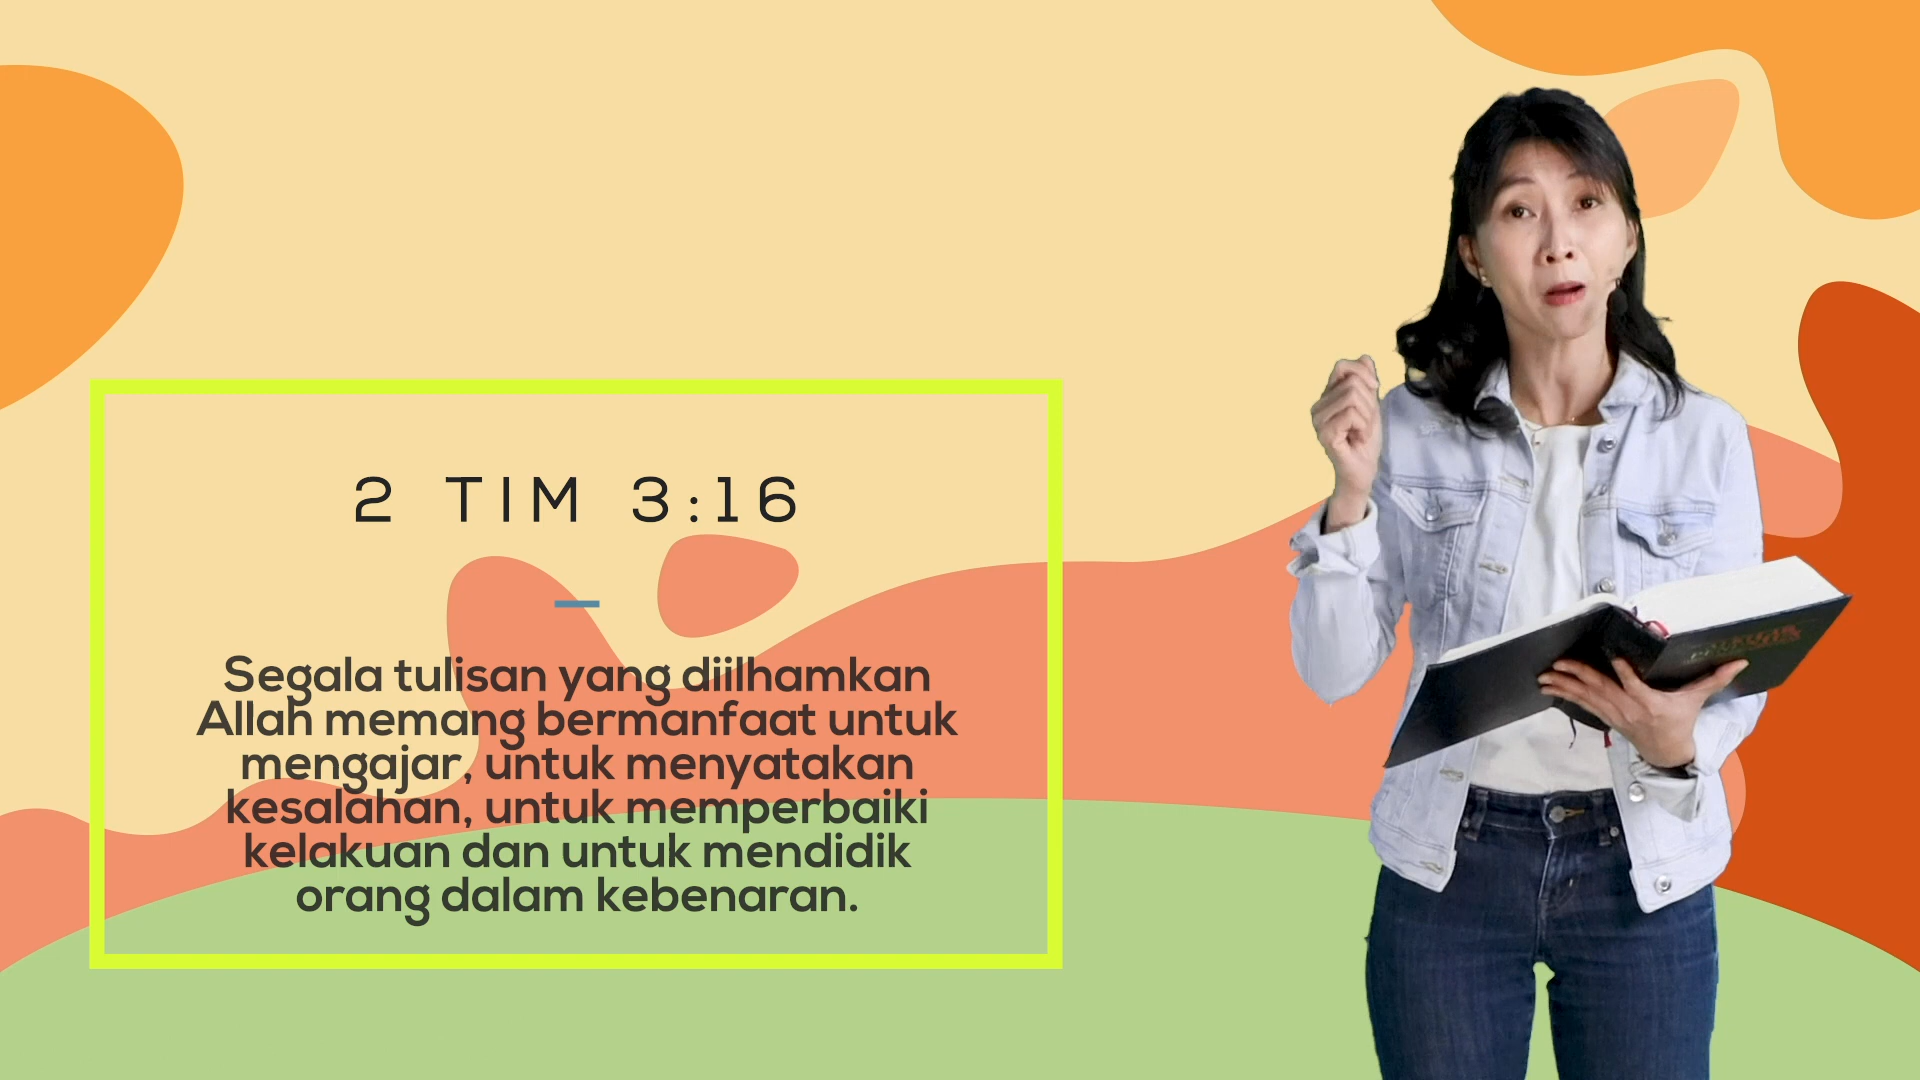 2 TIM 3:16
Segala tulisan yang diilhamkan
Allah memang bermanfaat untuk
mengajar, untuk menyatakan
kesalahan, untuk memperbaiki
kelakuan dan untuk mendidik
orang dalam kebenaran.